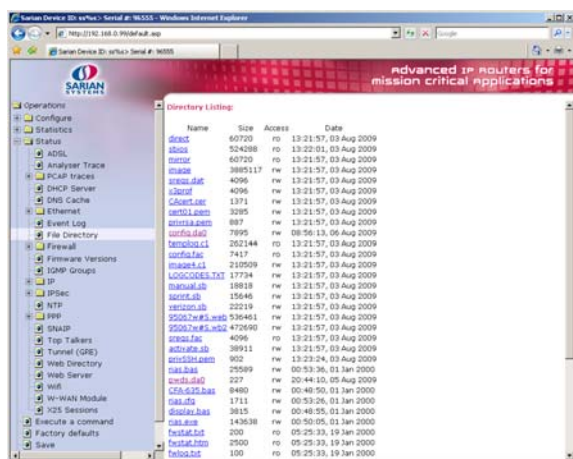 Sarian Device ID: ss%s> Serial #: 96555 - Windows Internet Explorer
http://192.168.0.99/default.asp
Google
Sarian Device ID: ss%s> Serial #: 96555
SARIAN SYSTEMS
Advanced IP Routers for mission critical applications
Operations
Configure
Statistics
Status
ADSL
Analyser Trace
PCAP traces
DHCP Server
DNS Cache
Ethernet
Event Log
File Directory
Firewall
Firmware Versions
IGMP Groups
IP
IPSec
NTP
PPP
SNAIP
Top Talkers
Tunnel (GRE)
Web Directory
Web Server
Wifi
W-WAN Module
X25 Sessions
Execute a command
Factory defaults
Save
Directory Listing:
Name Size Access Date
direct 60720 ro 13:21:57, 03 Aug 2009
sbios 524288 ro 13:22:01, 03 Aug 2009
mirror 60720 ro 13:21:57, 03 Aug 2009
image 3885117 rw 13:21:57, 03 Aug 2009
sregs.dat 4096 rw 13:21:57, 03 Aug 2009
x3prof 4096 rw 13:21:57, 03 Aug 2009
CAcert.cer 1371 rw 13:21:57, 03 Aug 2009
cert01.pem 3285 rw 13:21:57, 03 Aug 2009
privrsa.pem 887 rw 13:21:57, 03 Aug 2009
config.da0 7895 rw 08:56:13, 06 Aug 2009
templog.c1 262144 ro 13:21:57, 03 Aug 2009
config.fac 7417 ro 13:21:57, 03 Aug 2009
image4.c1 210509 rw 13:21:57, 03 Aug 2009
LOGCODES.TXT 17734 rw 13:21:57, 03 Aug 2009
manual.sb 18818 rw 13:21:57, 03 Aug 2009
sprint.sb 15646 rw 13:21:57, 03 Aug 2009
verizon.sb 22219 rw 13:21:57, 03 Aug 2009
95067w#S.web 536461 rw 13:21:57, 03 Aug 2009
95067w#S.wb2 472690 rw 13:21:57, 03 Aug 2009
sregs.fac 4096 ro 13:21:57, 03 Aug 2009
activate.sb 38911 rw 13:21:57, 03 Aug 2009
privSSH.pem 902 rw 13:23:24, 03 Aug 2009
nas.bas 25589 rw 00:53:36, 01 Jan 2000
pwds.da0 227 rw 20:44:10, 05 Aug 2009
CFA-635.bas 8480 rw 00:48:50, 01 Jan 2000
nas.cfg 1711 rw 00:53:26, 01 Jan 2000
display.bas 3815 rw 00:48:55, 01 Jan 2000
nas.exe 143638 rw 00:50:05, 01 Jan 2000
fwstat.txt 200 ro 05:25:33, 19 Jan 2000
fwstat.htm 2500 ro 05:25:33, 19 Jan 2000
fwlog.txt 100 ro 05:25:33, 19 Jan 2000